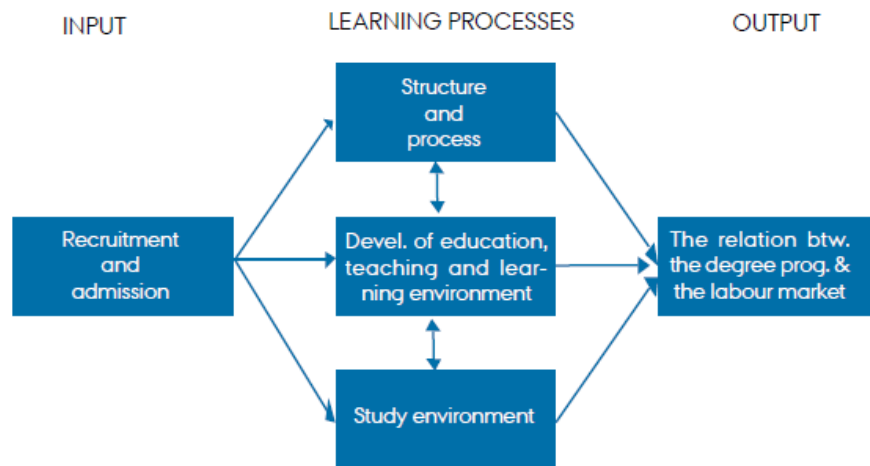 INPUT
LEARNING PROCESSES
OUTPUT
Structure
and
process
Recruitment
and
admission
Devel. of education,
teaching and lear-
ning environment
The relation btw.
the degree prog. &
the labour market
Study environment